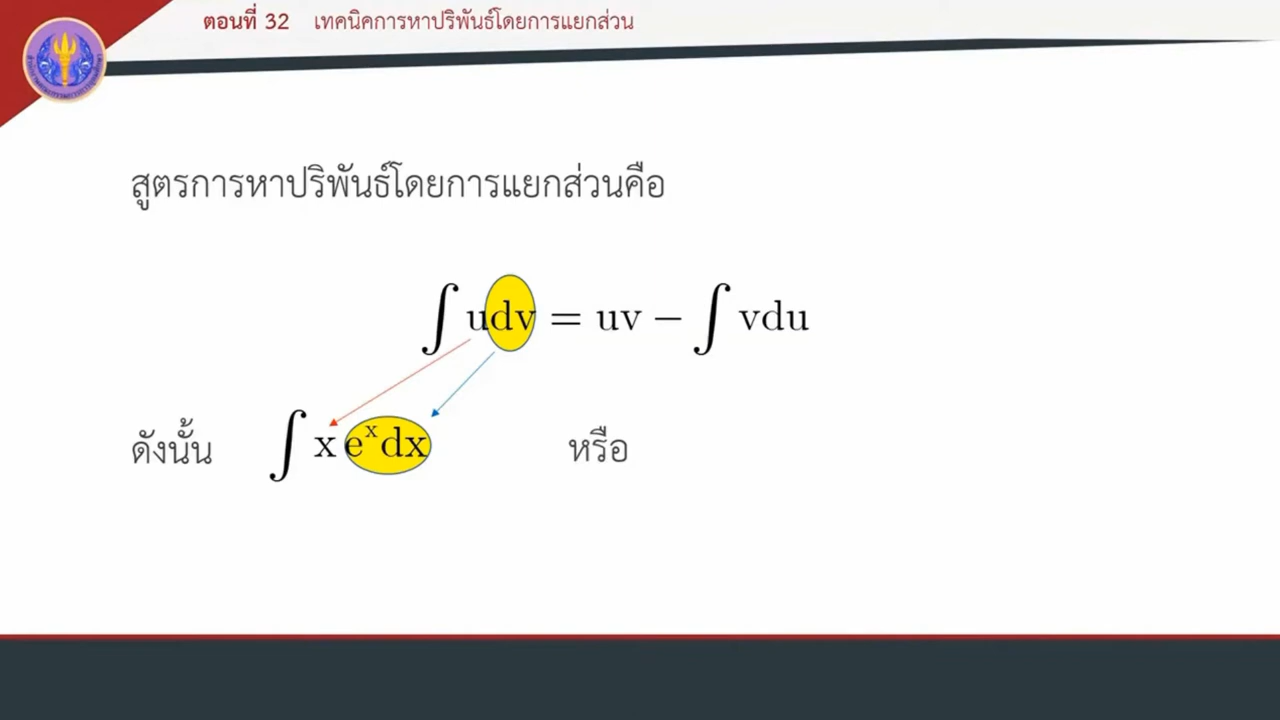 ตอนที่ 32 เทคนิคการหาปริพันธ์โดยการแยกส่วน
สูตรการหาปริพันธ์โดยการแยกส่วนคือ
∫ udv = uv − ∫ vdu
ดังนั้น ∫ x eˣ dx หรือ